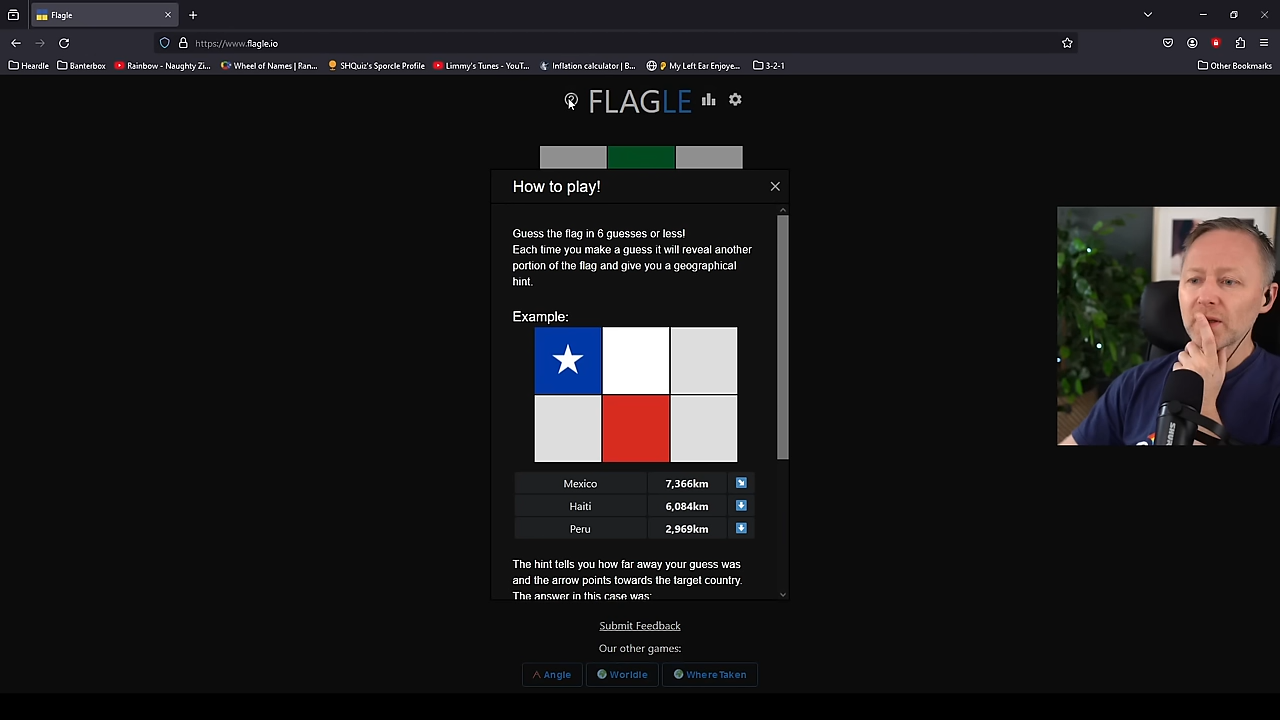 Flagle
https://www.flagle.io
Heardle
Banterbox
Rainbow - Naughty Zi...
Wheel of Names | Ran...
SHQuiz's Sporcle Profile
Limmy's Tunes - YouT...
Inflation calculator | B...
My Left Ear Enjoye...
3-2-1
Other Bookmarks
FLAGLE
How to play!
Guess the flag in 6 guesses or less!
Each time you make a guess it will reveal another
portion of the flag and give you a geographical
hint.
Example:
Mexico 7,366km
Haiti 6,084km
Peru 2,969km
The hint tells you how far away your guess was
and the arrow points towards the target country.
The answer in this case was:
Submit Feedback
Our other games:
Angle Worldle WhereTaken